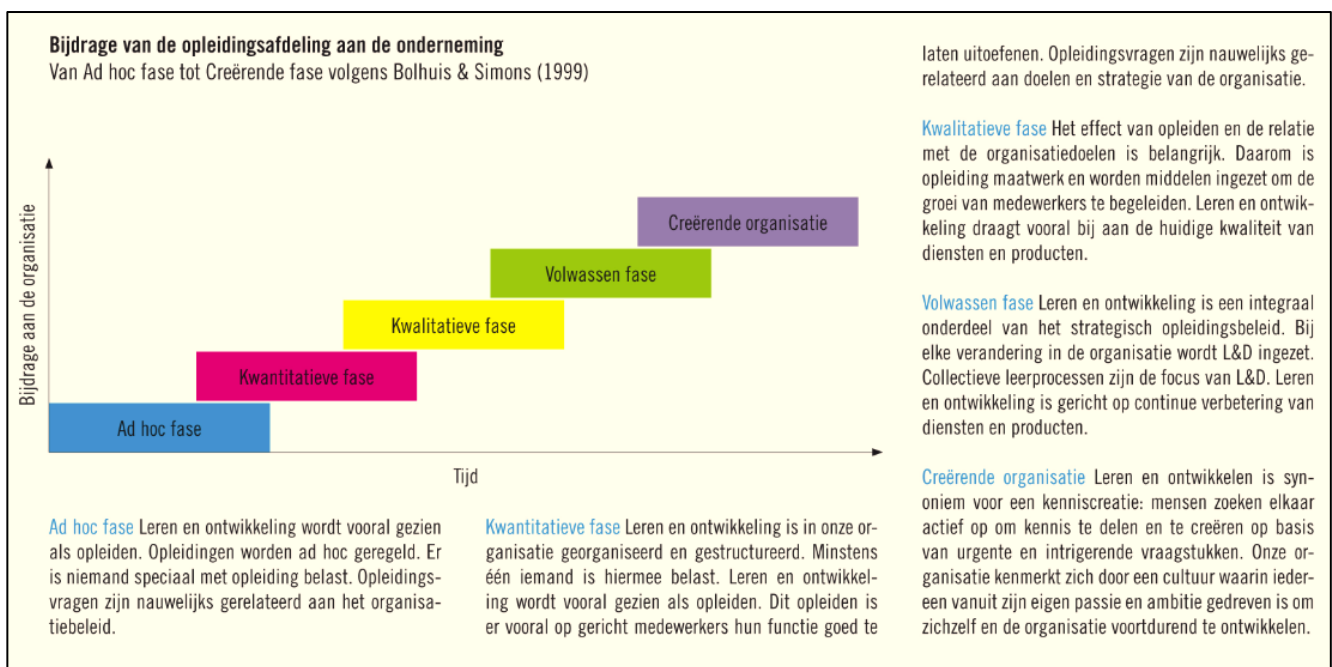 Bijdrage van de opleidingsafdeling aan de onderneming
Van Ad hoc fase tot Creërende fase volgens Bolhuis & Simons (1999)
Bijdrage aan de organisatie
Creërende organisatie
Volwassen fase
Kwalitatieve fase
Kwantitatieve fase
Ad hoc fase
Tijd
Ad hoc fase Leren en ontwikkeling wordt vooral gezien
als opleiden. Opleidingen worden ad hoc geregeld. Er
is niemand speciaal met opleiding belast. Opleidings-
vragen zijn nauwelijks gerelateerd aan het organisa-
tiebeleid.
Kwantitatieve fase Leren en ontwikkeling is in onze or-
ganisatie georganiseerd en gestructureerd. Minstens
één iemand is hiermee belast. Leren en ontwikkel-
ing wordt vooral gezien als opleiden. Dit opleiden is
er vooral op gericht medewerkers hun functie goed te
laten uitoefenen. Opleidingsvragen zijn nauwelijks ge-
relateerd aan doelen en strategie van de organisatie.
Kwalitatieve fase Het effect van opleiden en de relatie
met de organisatiedoelen is belangrijk. Daarom is
opleiding maatwerk en worden middelen ingezet om de
groei van medewerkers te begeleiden. Leren en ontwik-
keling draagt vooral bij aan de huidige kwaliteit van
diensten en producten.
Volwassen fase Leren en ontwikkeling is een integraal
onderdeel van het strategisch opleidingsbeleid. Bij
elke verandering in de organisatie wordt L&D ingezet.
Collectieve leerprocessen zijn de focus van L&D. Leren
en ontwikkeling is gericht op continue verbetering van
diensten en producten.
Creërende organisatie Leren en ontwikkelen is syn-
oniem voor een kenniscreatie: mensen zoeken elkaar
actief op om kennis te delen en te creëren op basis
van urgente en intrigerende vraagstukken. Onze or-
ganisatie kenmerkt zich door een cultuur waarin ieder-
een vanuit zijn eigen passie en ambitie gedreven is om
zichzelf en de organisatie voortdurend te ontwikkelen.